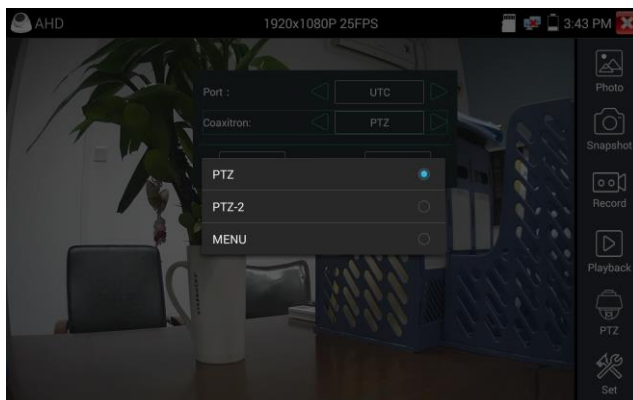 AHD 1920x1080P 25FPS 3:43 PM
Port : UTC
Coaxitron: PTZ
PTZ
PTZ-2
MENU
Photo
Snapshot
Record
Playback
PTZ
Set